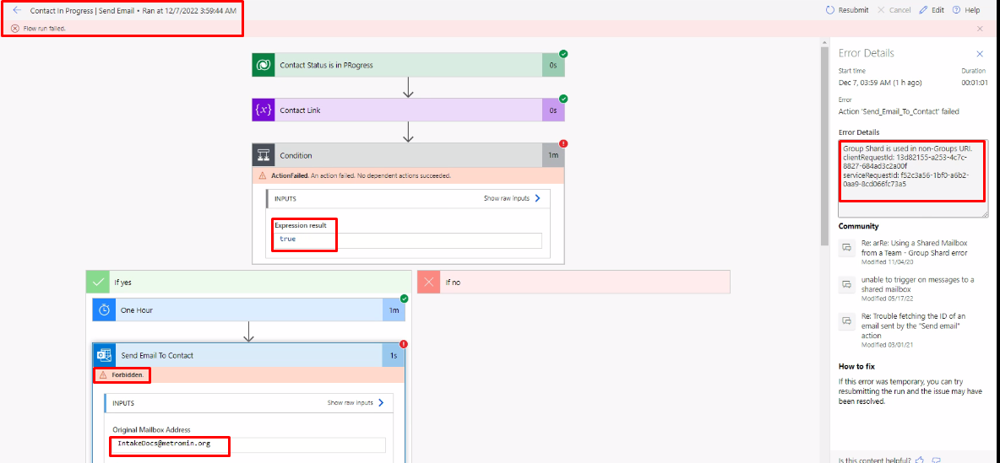 Contact In Progress | Send Email • Ran at 12/7/2022 3:59:44 AM
Resubmit
Cancel
Edit
Help
Flow run failed.
Contact Status is in PRogress
0s
{x}
Contact Link
0s
Condition
1m
ActionFailed. An action failed. No dependent actions succeeded.
INPUTS
Show raw inputs
Expression result
true
If yes
If no
One Hour
1m
Send Email To Contact
1s
Forbidden.
INPUTS
Show raw inputs
Original Mailbox Address
IntakeDocs@metromin.org
Error Details
Start time
Duration
Dec 7, 03:59 AM (1 h ago)
00:01:01
Error
Action 'Send_Email_To_Contact' failed
Error Details
Group Shard is used in non-Groups URI.
clientRequestId: 13d82155-a253-4c7c-
8827-684ad3c2a00f
serviceRequestId: f52c3a56-1bf0-a6b2-
0aa9-8cd066fc73a5
Community
Re: arRe: Using a Shared Mailbox
from a Team - Group Shard error
Modified 11/04/20
unable to trigger on messages to a
shared mailbox
Modified 05/17/22
Re: Trouble fetching the ID of an
email sent by the "Send email"
action
Modified 03/01/21
How to fix
If this error was temporary, you can try
resubmitting the run and the issue may have
been resolved.
Is this content helpful?